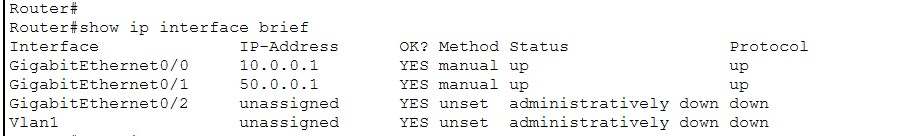 Router#
Router#show ip interface brief
Interface IP-Address OK? Method Status Protocol
GigabitEthernet0/0 10.0.0.1 YES manual up up
GigabitEthernet0/1 50.0.0.1 YES manual up up
GigabitEthernet0/2 unassigned YES unset administratively down down
Vlan1 unassigned YES unset administratively down down